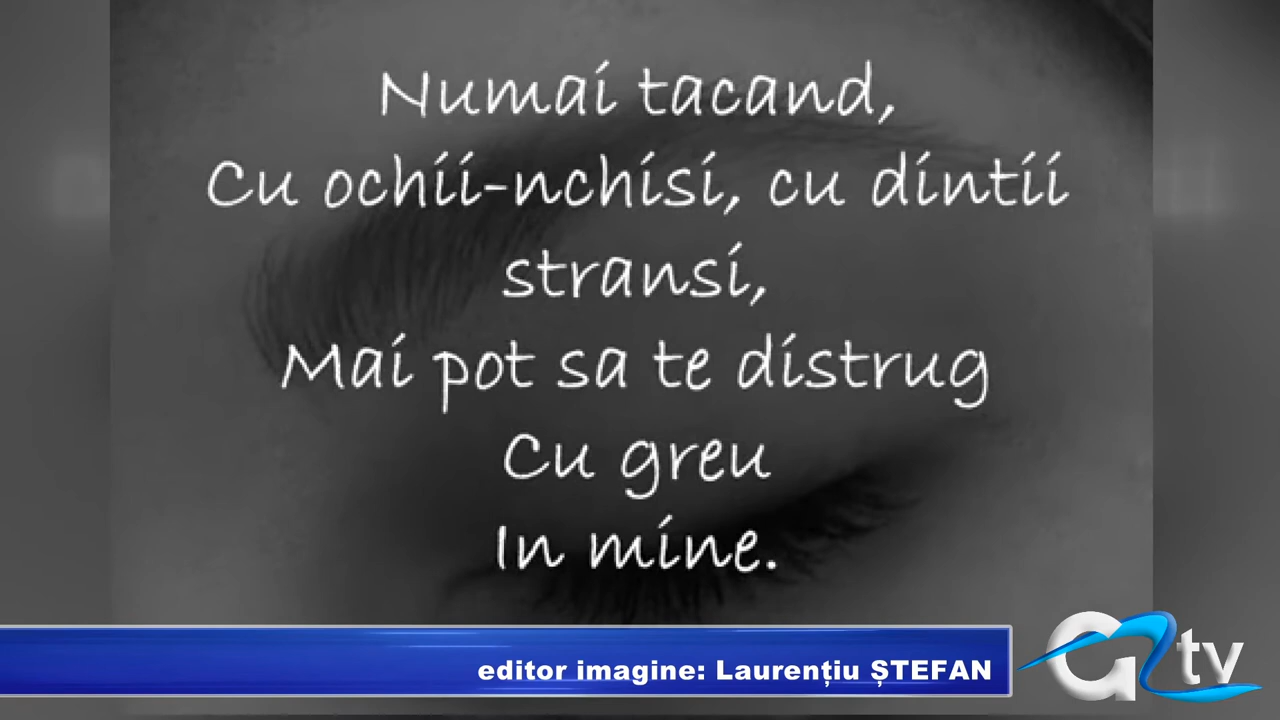 Numai tacand,
Cu ochii-nchisi, cu dintii
stransi,
Mai pot sa te distrug
Cu greu
In mine.
editor imagine: Laurențiu ȘTEFAN
tv